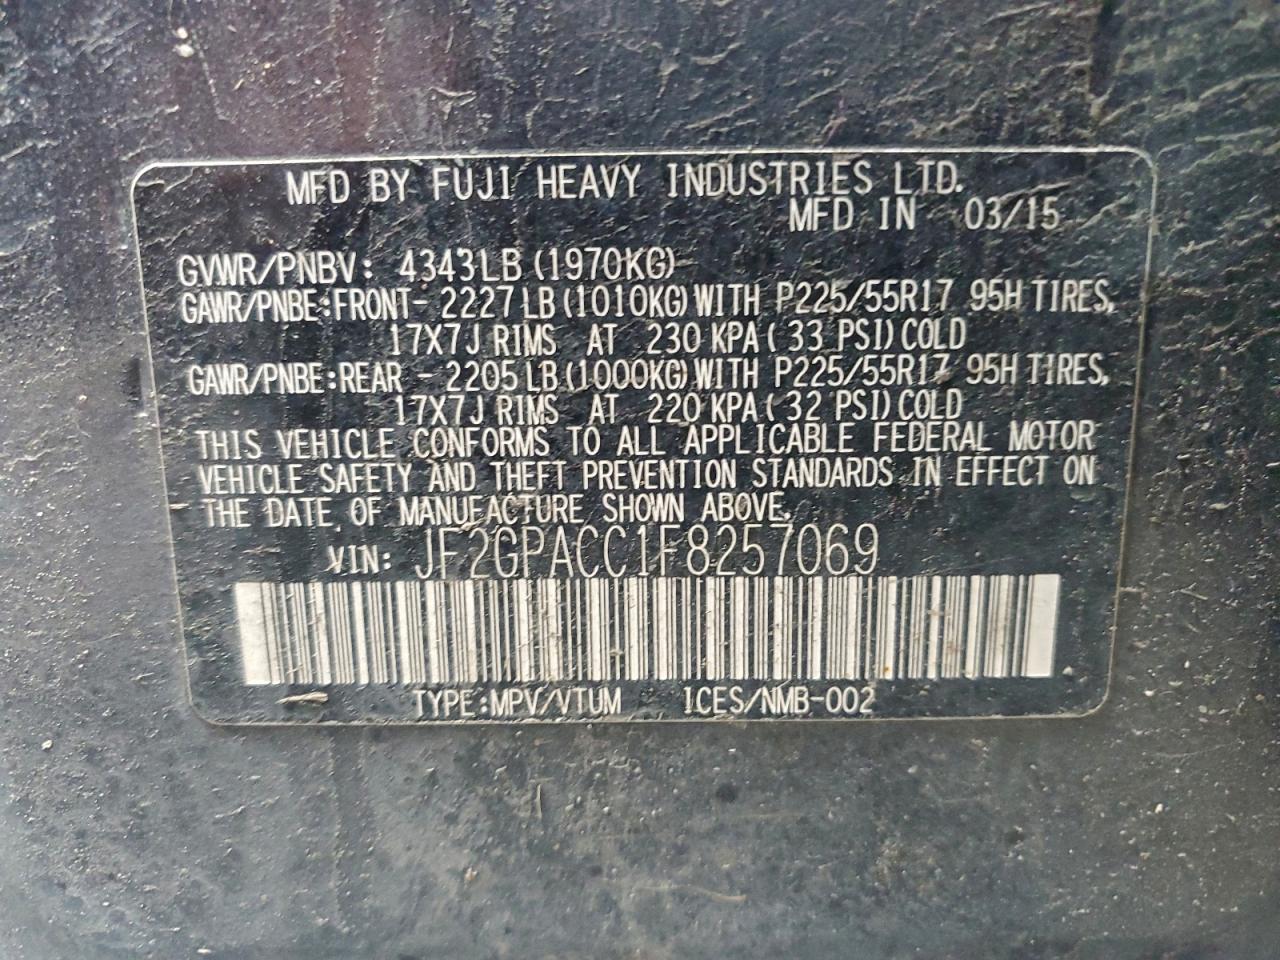 MFD BY FUJI HEAVY INDUSTRIES LTD.
MFD IN 03/15
GVWR/PNBV: 4343LB (1970KG)
GAWR/PNBE:FRONT- 2227 LB (1010KG) WITH P225/55R17 95H TIRES,
17X7J RIMS AT 230 KPA( 33 PSI) COLD
GAWR/PNBE:REAR - 2205 LB (1000KG) WITH P225/55R17 95H TIRES,
17X7J RIMS AT 220 KPA( 32 PSI) COLD
THIS VEHICLE CONFORMS TO ALL APPLICABLE FEDERAL MOTOR
VEHICLE SAFETY AND THEFT PREVENTION STANDARDS IN EFFECT ON
THE DATE OF MANUFACTURE SHOWN ABOVE.
VIN: JF2GPACC1F8257069
TYPE:MPV/VTUM ICES/NMB-002